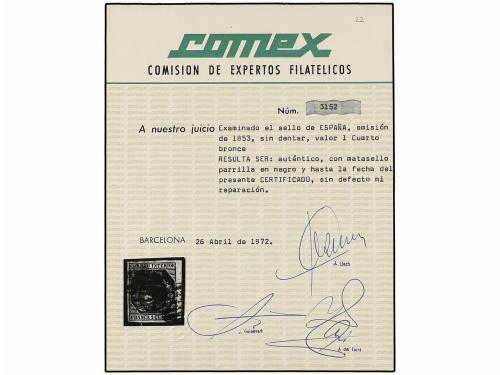 22
comex
COMISION DE EXPERTOS FILATELICOS
Núm. 3152
A nuestro juicio Examinado el sello de ESPAÑA, emisión
de 1853, sin dentar, valor 1 Cuarto
bronce
RESULTA SER: auténtico, con matasello
parrilla en negro y hasta la fecha del
presente CERTIFICADO, sin defecto mi
reparación.
BARCELONA 26 Abril de 1972.
A. Llach